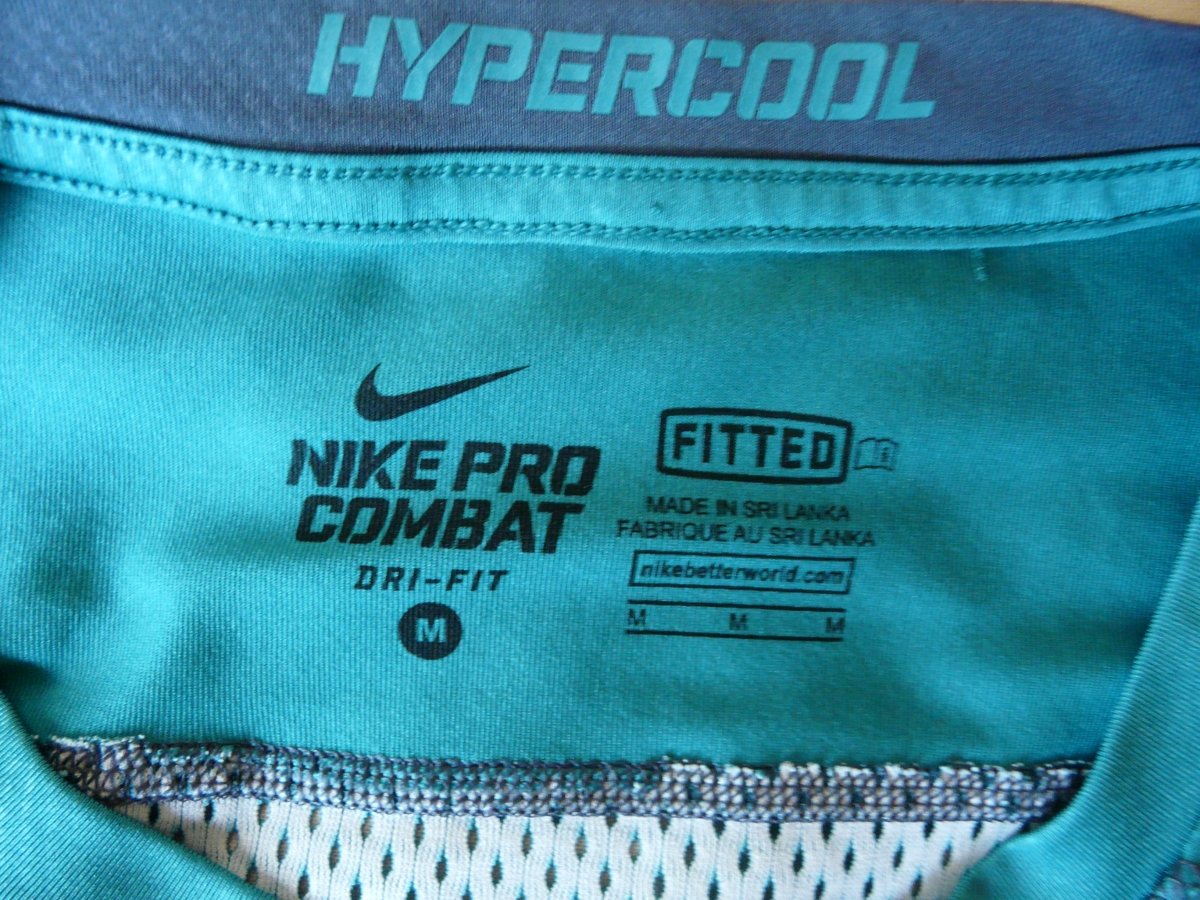 HYPERCOOL
NIKE PRO
COMBAT
DRI-FIT
M
FITTED
MADE IN SRI LANKA
FABRIQUE AU SRI LANKA
nikebetterworld.com
M M M